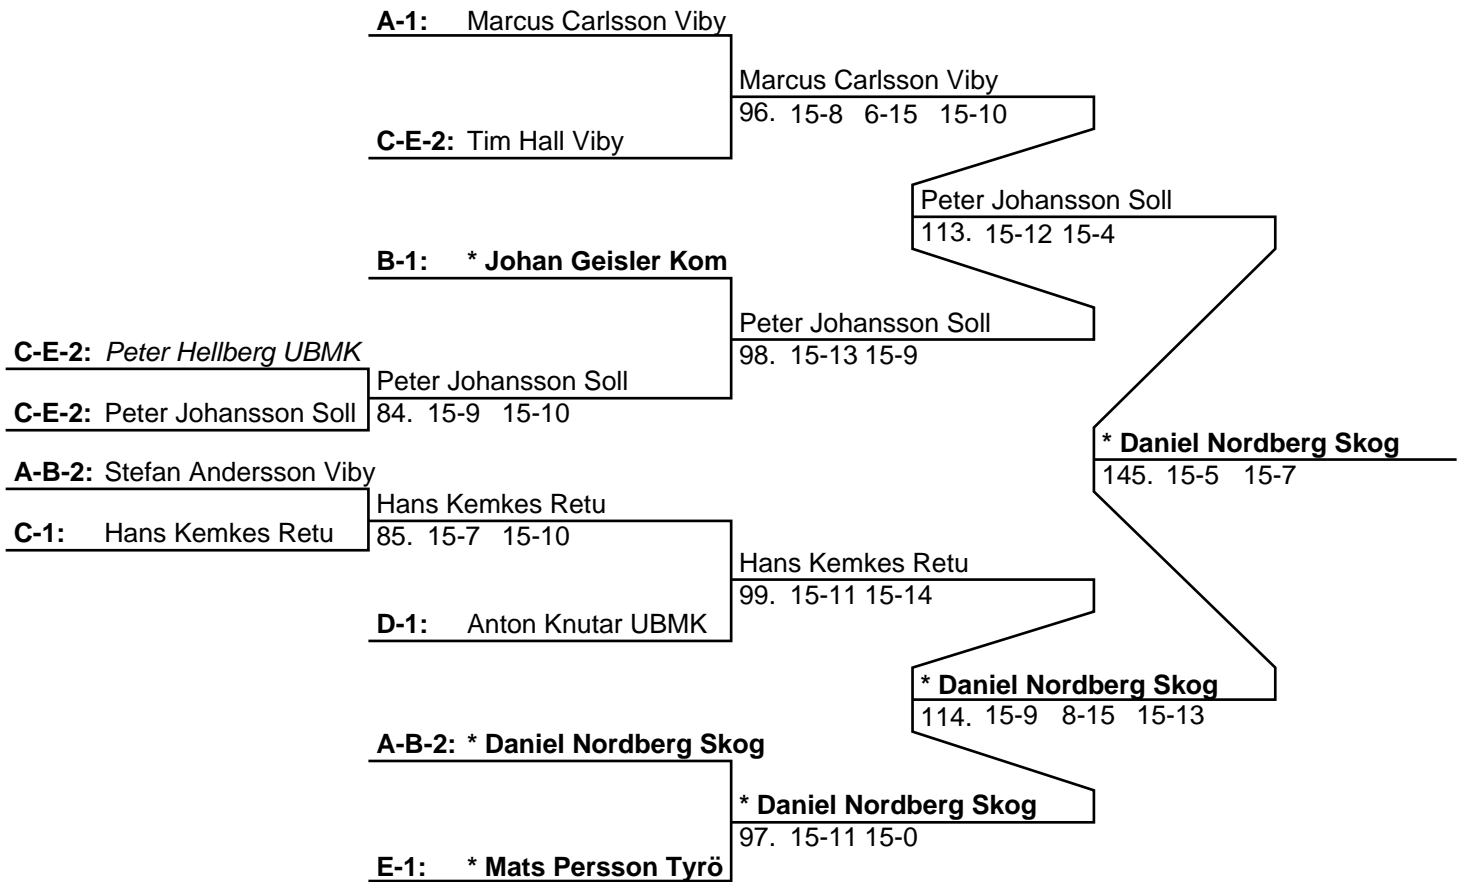 A-1: Marcus Carlsson Viby
Marcus Carlsson Viby
96. 15-8 6-15 15-10
C-E-2: Tim Hall Viby
Peter Johansson Soll
113. 15-12 15-4
B-1: * Johan Geisler Kom
Peter Johansson Soll
98. 15-13 15-9
C-E-2: Peter Hellberg UBMK
Peter Johansson Soll
84. 15-9 15-10
C-E-2: Peter Johansson Soll
* Daniel Nordberg Skog
145. 15-5 15-7
A-B-2: Stefan Andersson Viby
Hans Kemkes Retu
85. 15-7 15-10
C-1: Hans Kemkes Retu
Hans Kemkes Retu
99. 15-11 15-14
D-1: Anton Knutar UBMK
* Daniel Nordberg Skog
114. 15-9 8-15 15-13
A-B-2: * Daniel Nordberg Skog
* Daniel Nordberg Skog
97. 15-11 15-0
E-1: * Mats Persson Tyrö